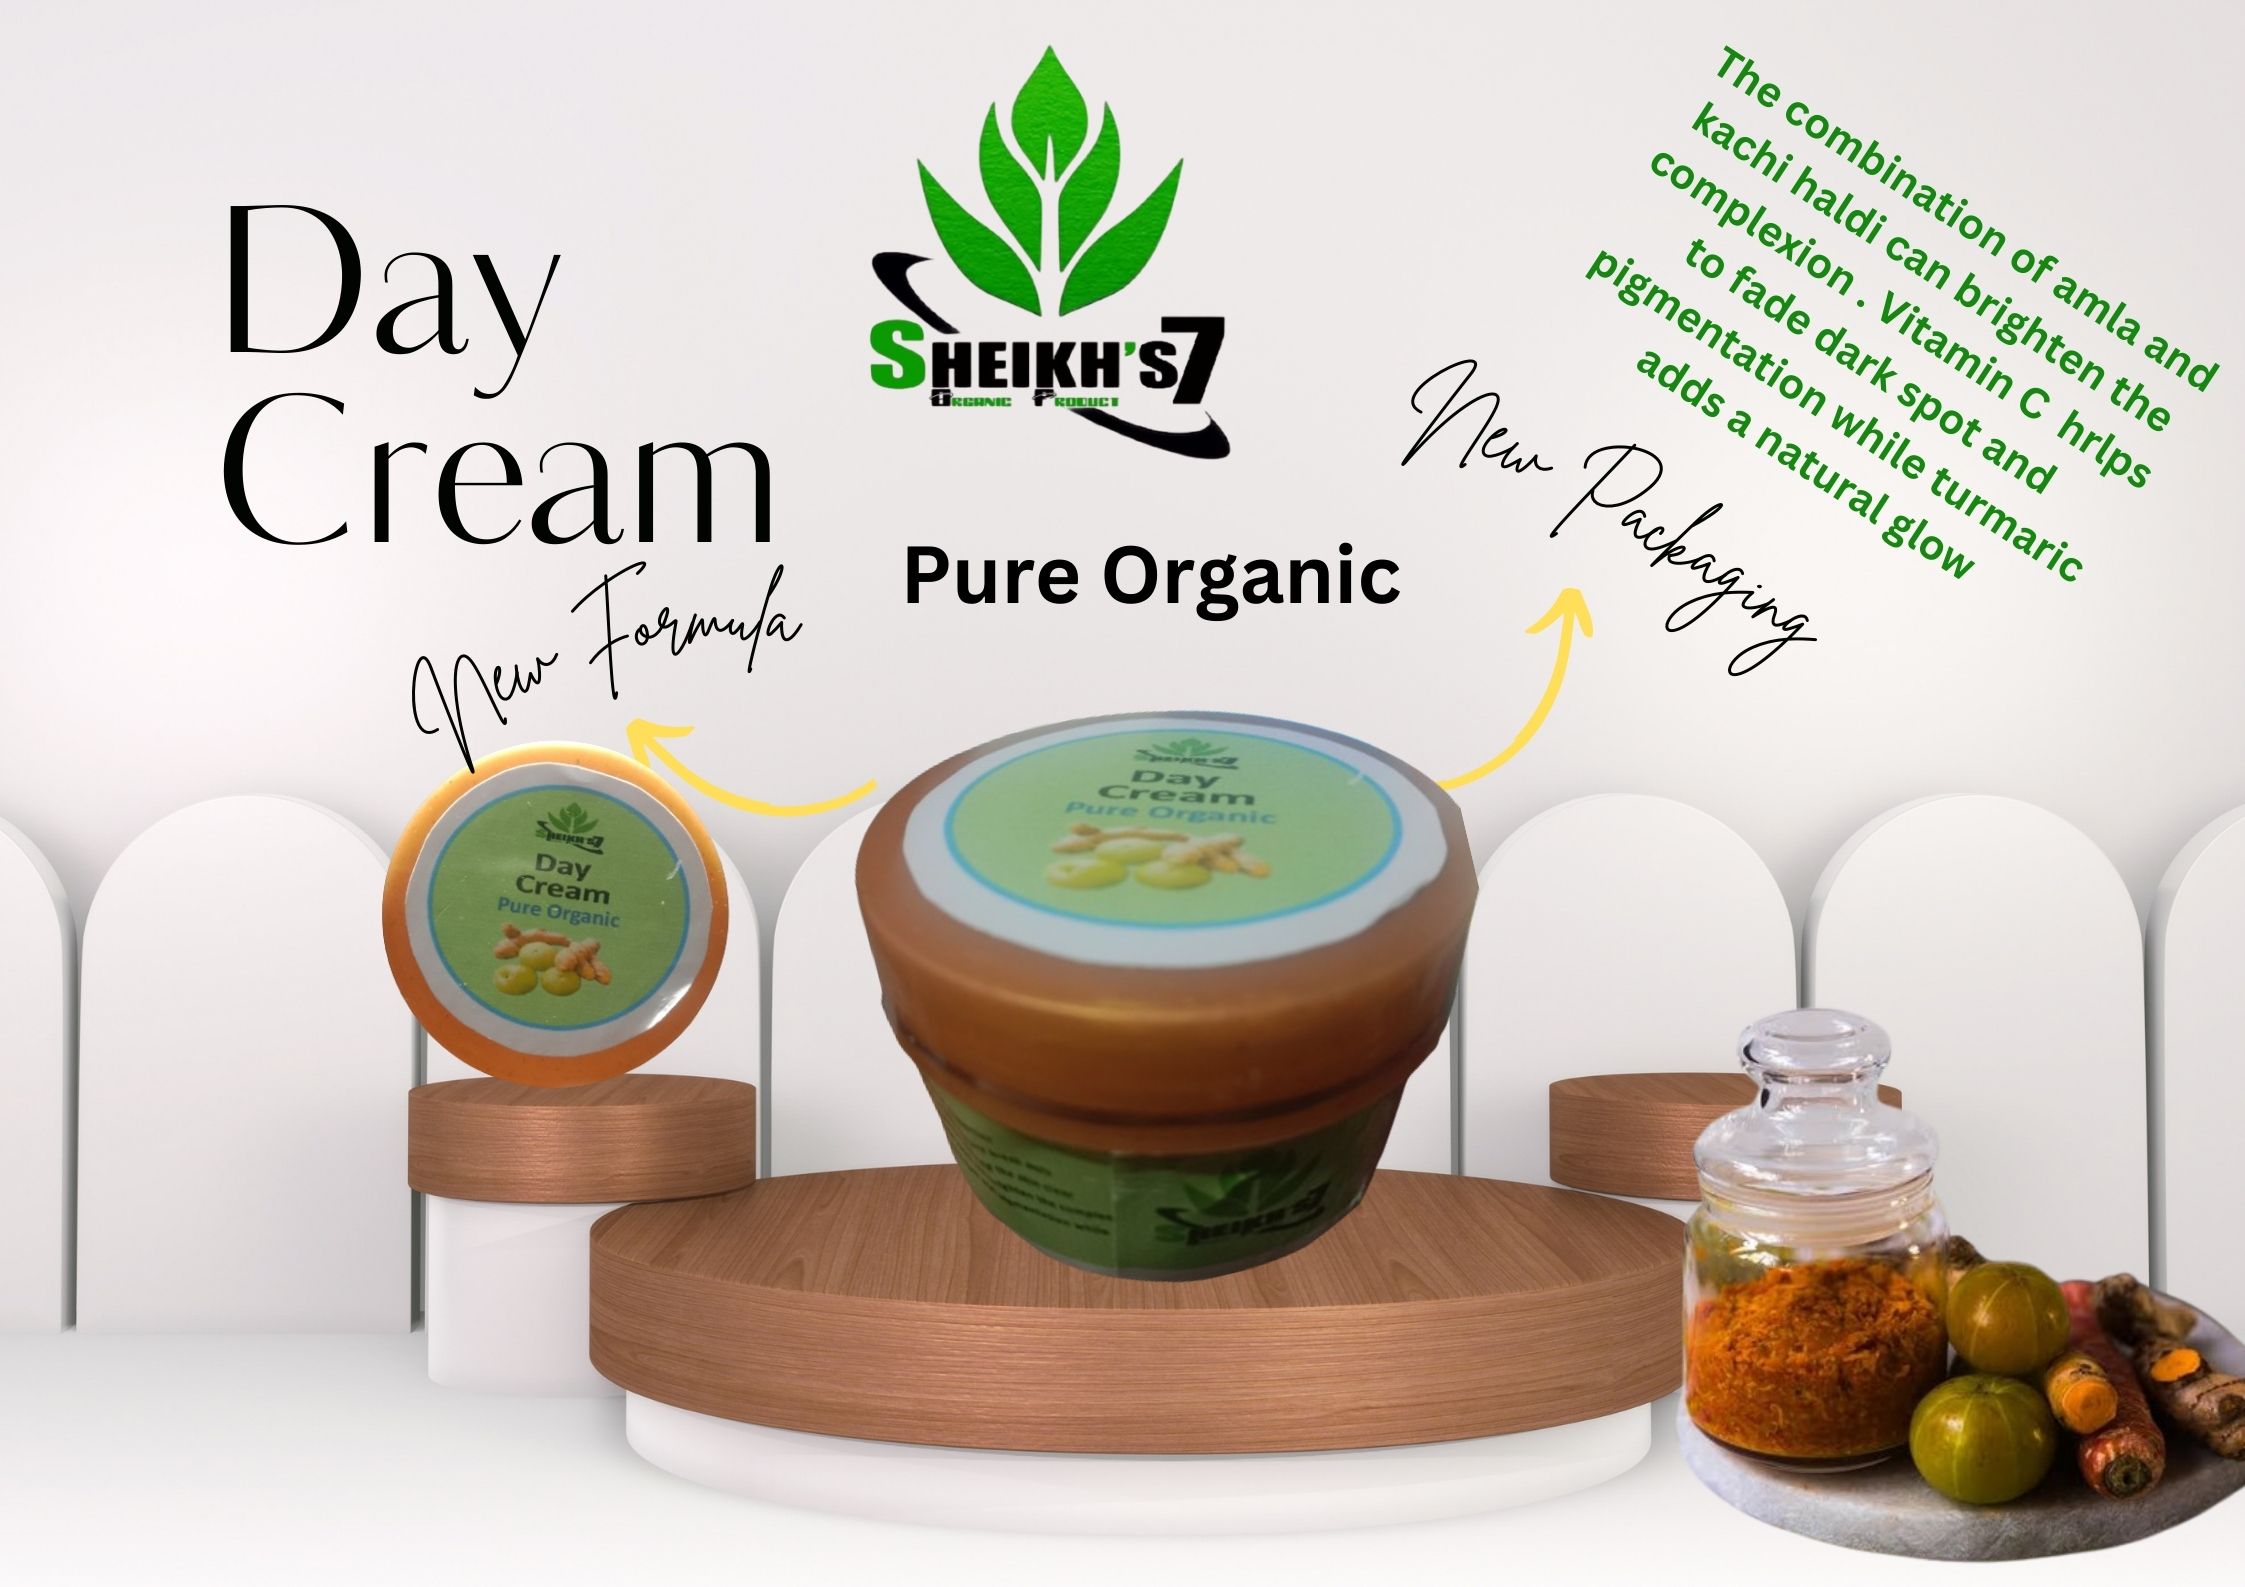 Day
Cream
New Formula
SHEIKH'S7
ORGANIC PRODUCT
Pure Organic
New Packaging
The combination of amla and
kachi haldi can brighten the
complexion . Vitamin C hrlps
to fade dark spot and
pigmentation while turmaric
adds a natural glow
SHEIKH'S7
Day
Cream
Pure Organic
SHEIKH'S7
Day
Cream
Pure Organic
SHEIKH'S7